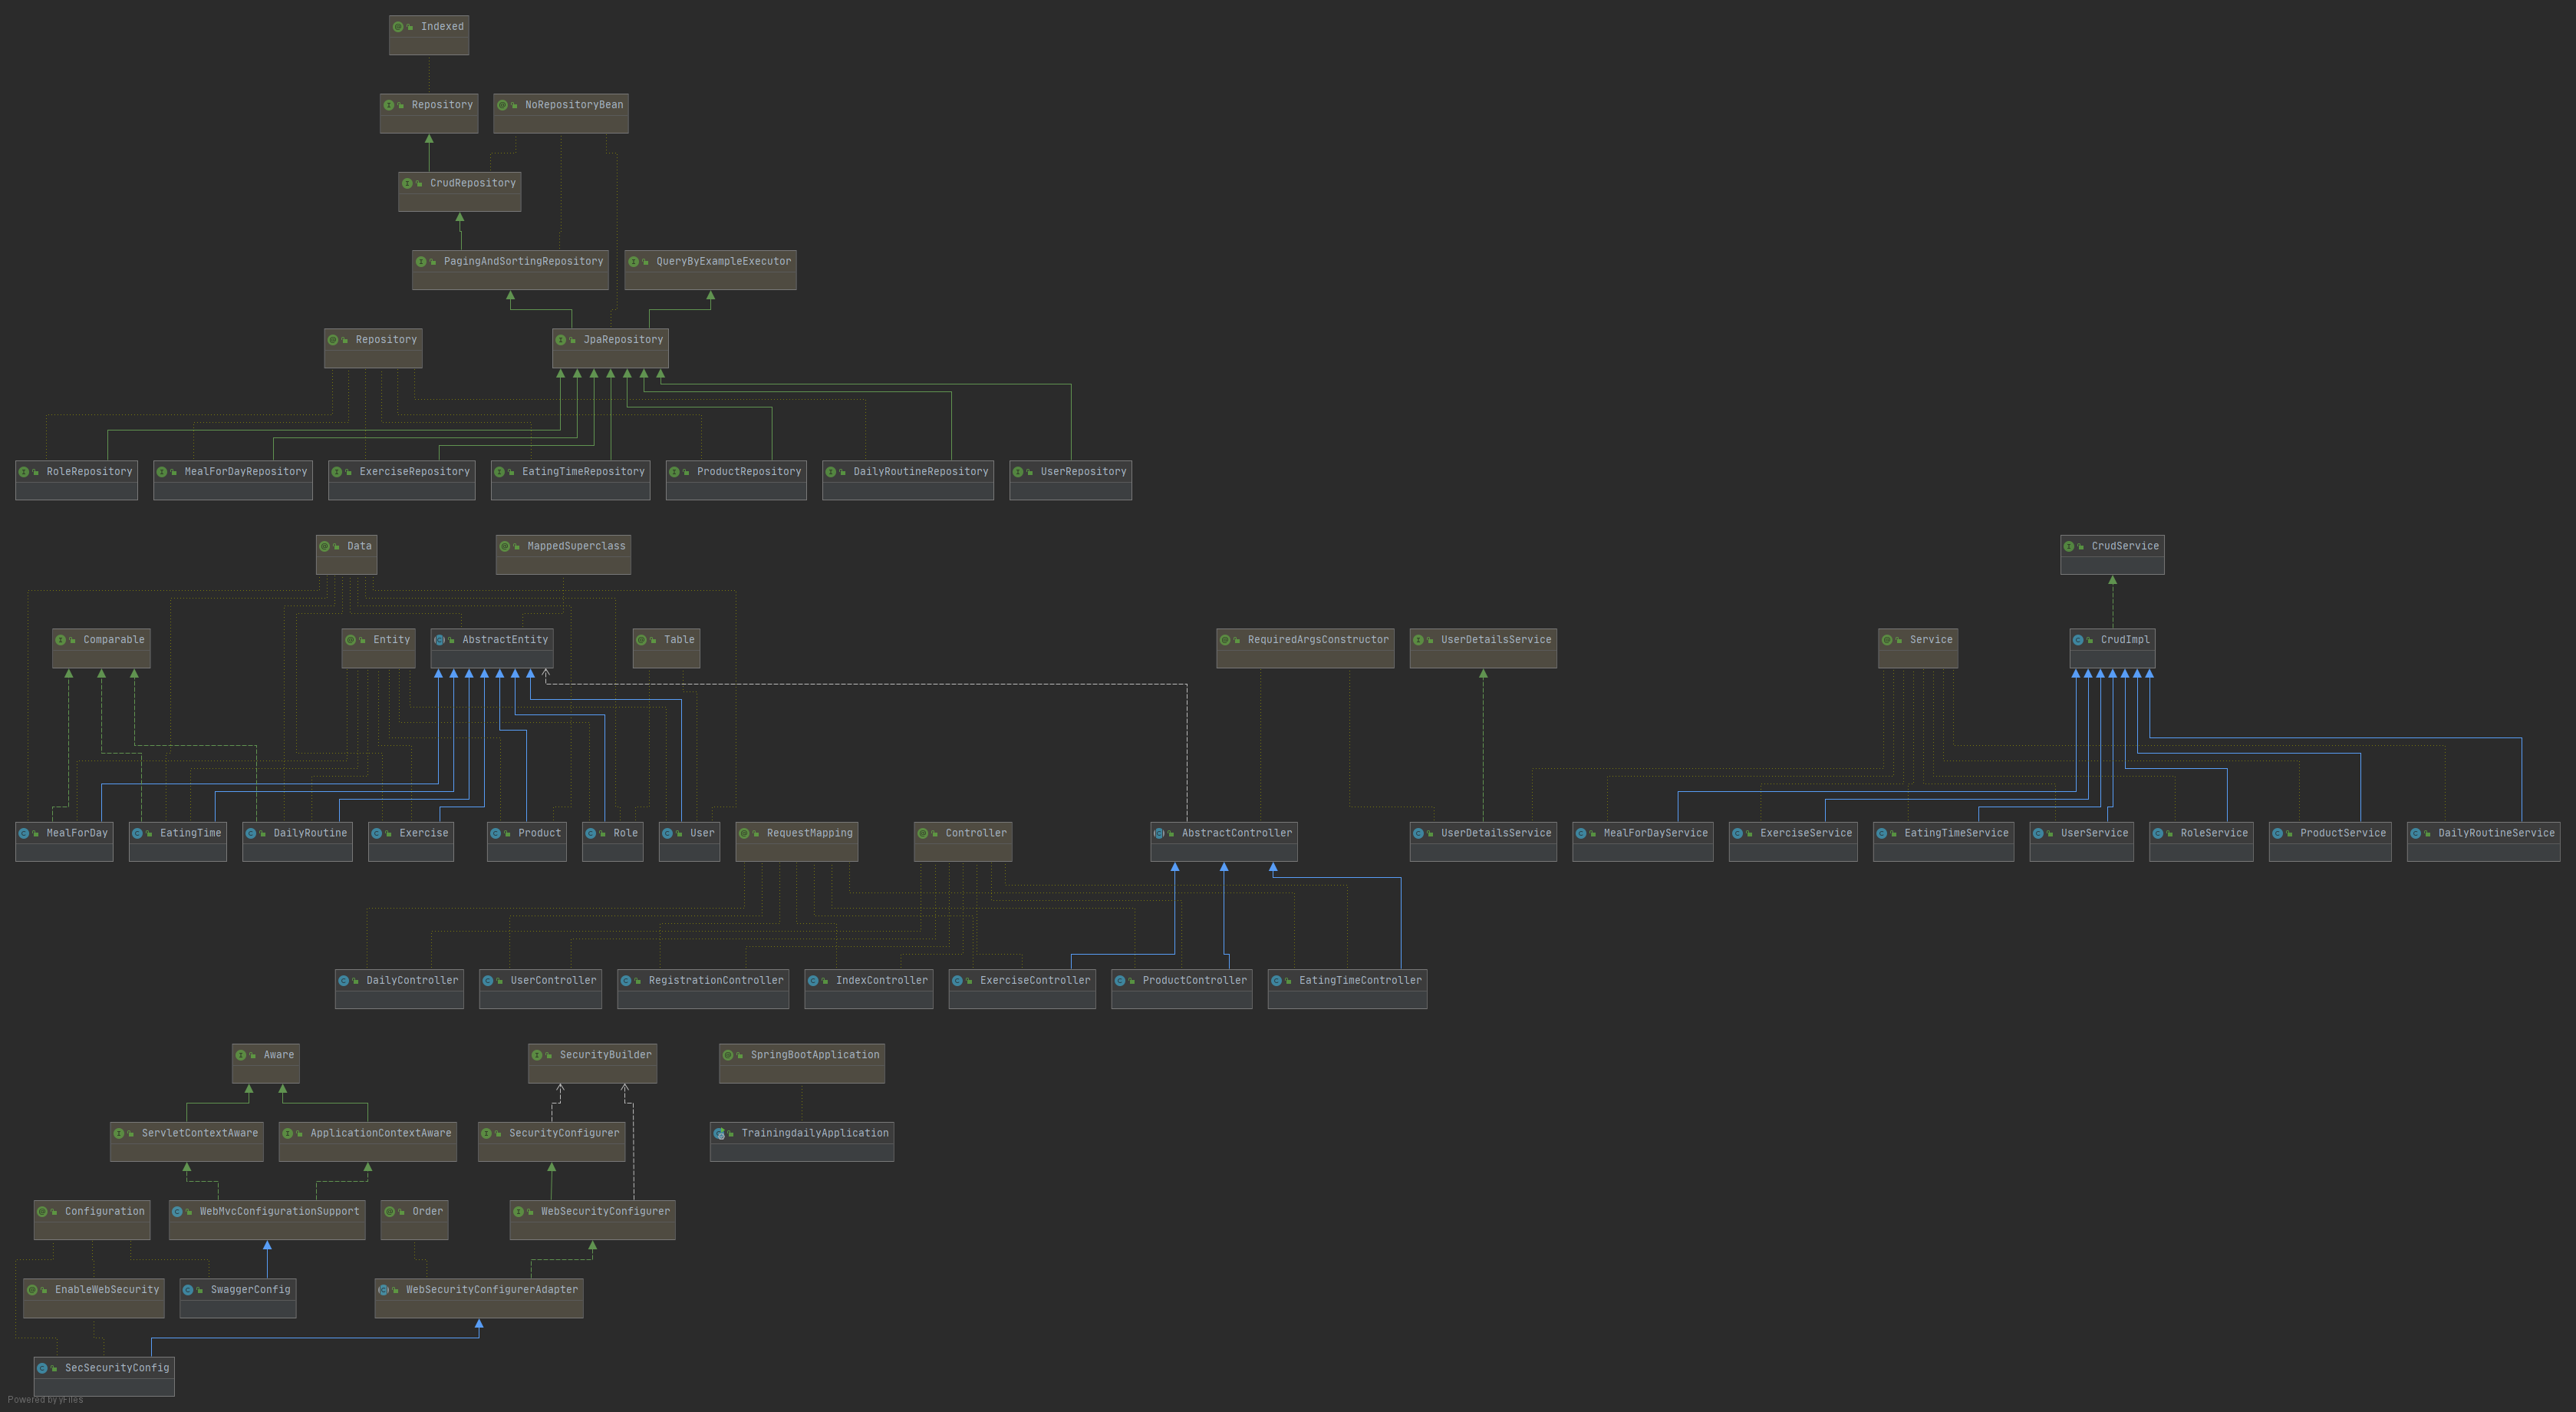 Indexed
Repository
NoRepositoryBean
CrudRepository
PagingAndSortingRepository
QueryByExampleExecutor
Repository
JpaRepository
RoleRepository
MealForDayRepository
ExerciseRepository
EatingTimeRepository
ProductRepository
DailyRoutineRepository
UserRepository
Data
MappedSuperclass
CrudService
Comparable
Entity
AbstractEntity
Table
RequiredArgsConstructor
UserDetailsService
Service
CrudImpl
MealForDay
EatingTime
DailyRoutine
Exercise
Product
Role
User
RequestMapping
Controller
AbstractController
UserDetailsService
MealForDayService
ExerciseService
EatingTimeService
UserService
RoleService
ProductService
DailyRoutineService
DailyController
UserController
RegistrationController
IndexController
ExerciseController
ProductController
EatingTimeController
Aware
SecurityBuilder
SpringBootApplication
ServletContextAware
ApplicationContextAware
SecurityConfigurer
TrainingdailyApplication
Configuration
WebMvcConfigurationSupport
Order
WebSecurityConfigurer
EnableWebSecurity
SwaggerConfig
WebSecurityConfigurerAdapter
SecSecurityConfig
Powered by yFiles